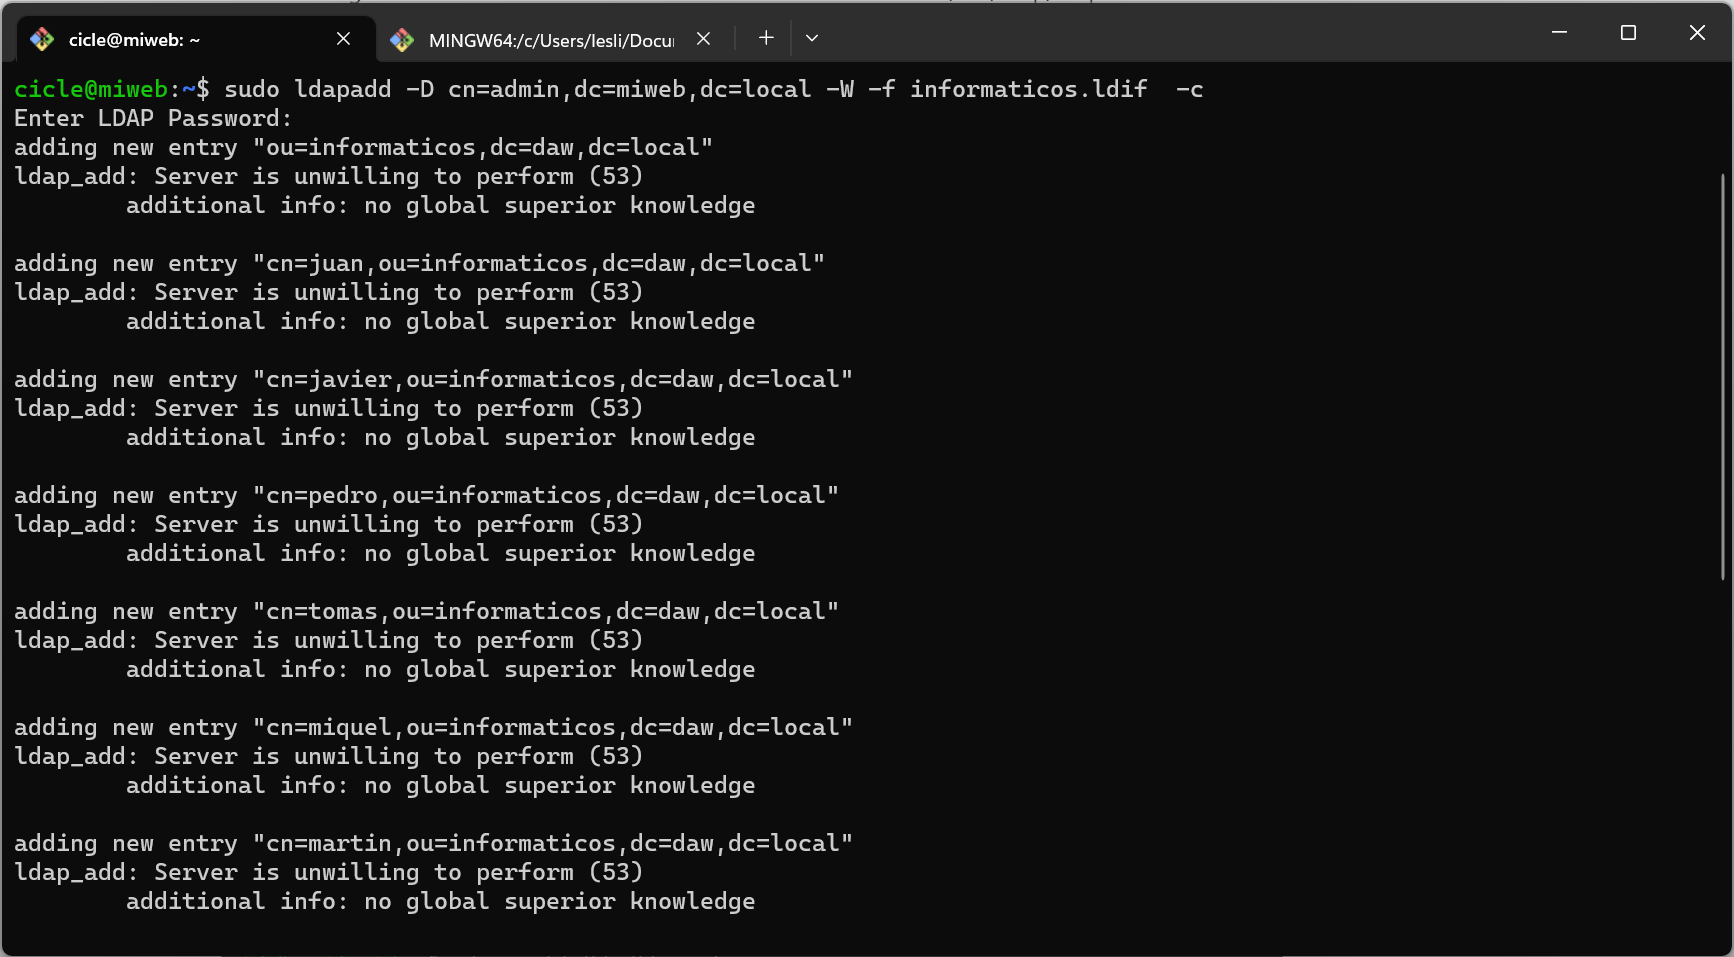 cicle@miweb: ~
MINGW64:/c/Users/lesli/Docu
cicle@miweb:~$ sudo ldapadd -D cn=admin,dc=miweb,dc=local -W -f informaticos.ldif  -c
Enter LDAP Password:
adding new entry "ou=informaticos,dc=daw,dc=local"
ldap_add: Server is unwilling to perform (53)
        additional info: no global superior knowledge

adding new entry "cn=juan,ou=informaticos,dc=daw,dc=local"
ldap_add: Server is unwilling to perform (53)
        additional info: no global superior knowledge

adding new entry "cn=javier,ou=informaticos,dc=daw,dc=local"
ldap_add: Server is unwilling to perform (53)
        additional info: no global superior knowledge

adding new entry "cn=pedro,ou=informaticos,dc=daw,dc=local"
ldap_add: Server is unwilling to perform (53)
        additional info: no global superior knowledge

adding new entry "cn=tomas,ou=informaticos,dc=daw,dc=local"
ldap_add: Server is unwilling to perform (53)
        additional info: no global superior knowledge

adding new entry "cn=miquel,ou=informaticos,dc=daw,dc=local"
ldap_add: Server is unwilling to perform (53)
        additional info: no global superior knowledge

adding new entry "cn=martin,ou=informaticos,dc=daw,dc=local"
ldap_add: Server is unwilling to perform (53)
        additional info: no global superior knowledge